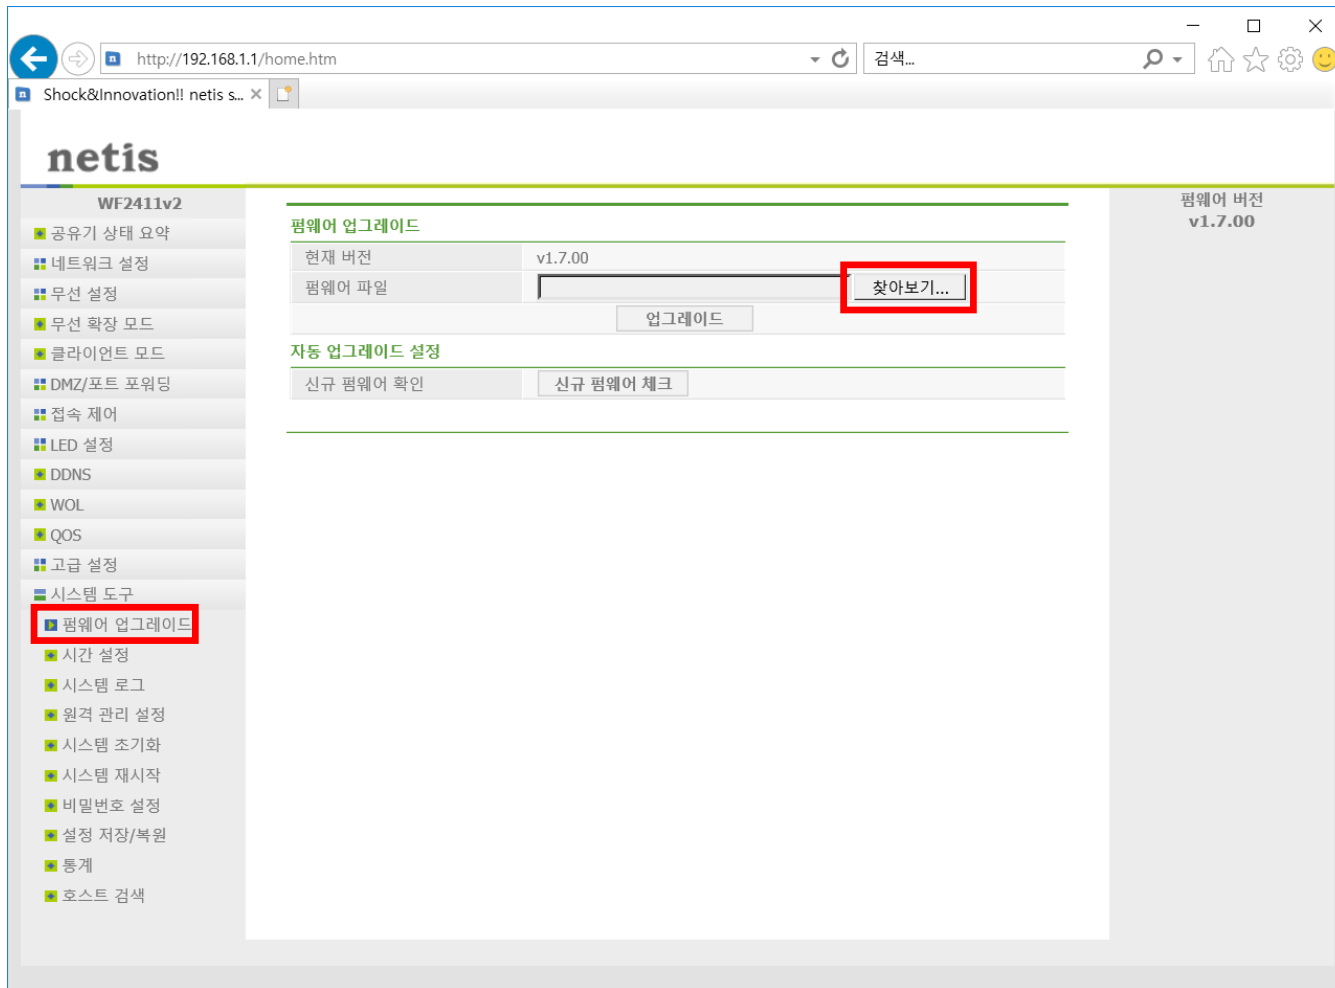 http://192.168.1.1/home.htm
검색...
Shock&Innovation!! netis s...
netis
WF2411v2
공유기 상태 요약
네트워크 설정
무선 설정
무선 확장 모드
클라이언트 모드
DMZ/포트 포워딩
접속 제어
LED 설정
DDNS
WOL
QOS
고급 설정
시스템 도구
펌웨어 업그레이드
시간 설정
시스템 로그
원격 관리 설정
시스템 초기화
시스템 재시작
비밀번호 설정
설정 저장/복원
통계
호스트 검색
펌웨어 업그레이드
현재 버전 v1.7.00
펌웨어 파일 찾아보기...
업그레이드
자동 업그레이드 설정
신규 펌웨어 확인 신규 펌웨어 체크
펌웨어 버전
v1.7.00